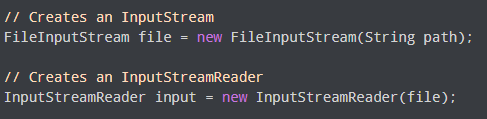 // Creates an InputStream
FileInputStream file = new FileInputStream(String path);
// Creates an InputStreamReader
InputStreamReader input = new InputStreamReader(file);